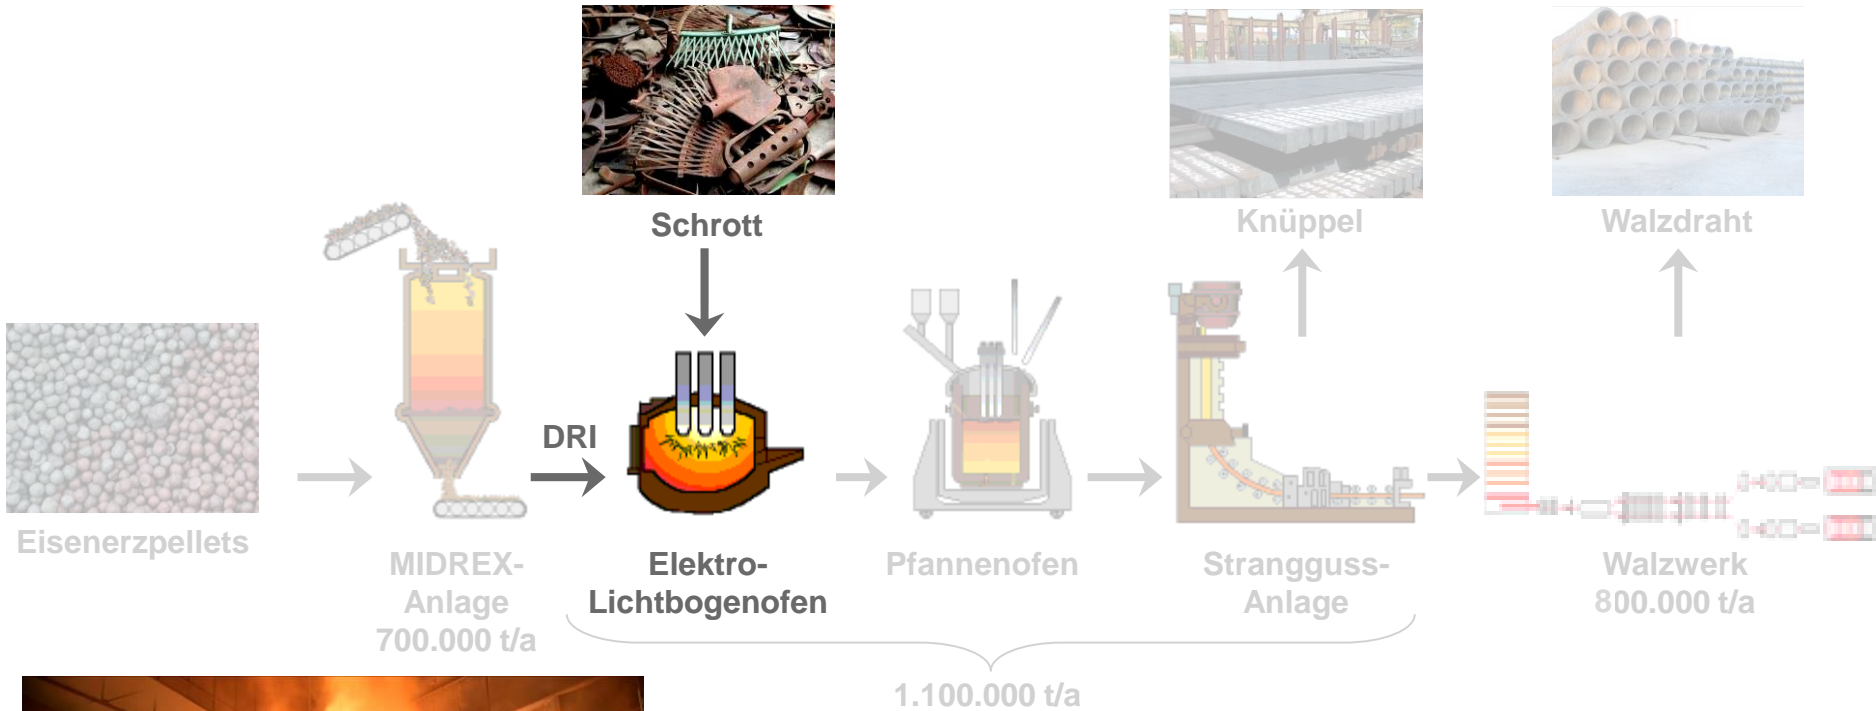 Schrott
Knüppel
Walzdraht
DRI
Eisenerzpellets
MIDREX-
Anlage
700.000 t/a
Elektro-
Lichtbogenofen
Pfannenofen
Strangguss-
Anlage
Walzwerk
800.000 t/a
1.100.000 t/a